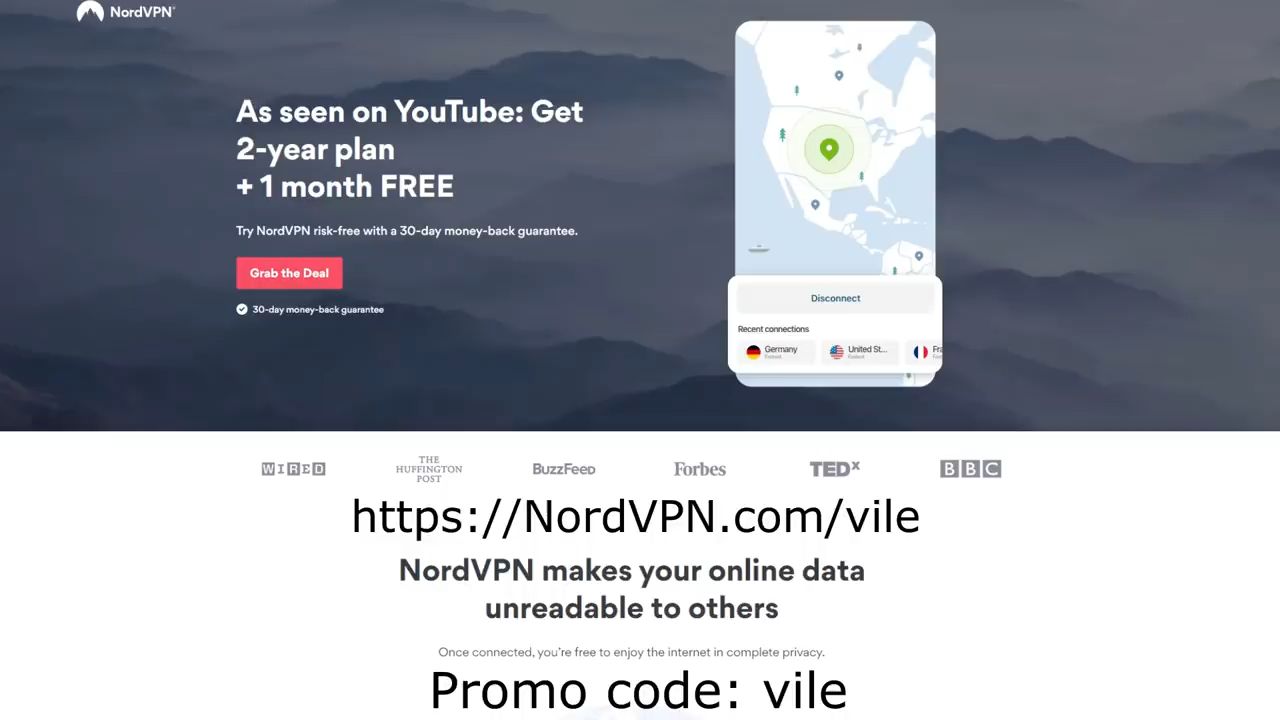 NordVPN®
As seen on YouTube: Get
2-year plan
+ 1 month FREE
Try NordVPN risk-free with a 30-day money-back guarantee.
Grab the Deal
30-day money-back guarantee
Disconnect
Recent connections
Germany
United St...
Fra
WIRED
THE
HUFFINGTON
POST
BuzzFeed
Forbes
TEDx
BBC
https://NordVPN.com/vile
NordVPN makes your online data
unreadable to others
Once connected, you're free to enjoy the internet in complete privacy.
Promo code: vile